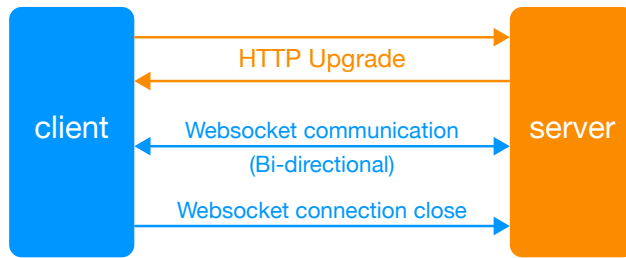 HTTP Upgrade
client
server
Websocket communication
(Bi-directional)
Websocket connection close